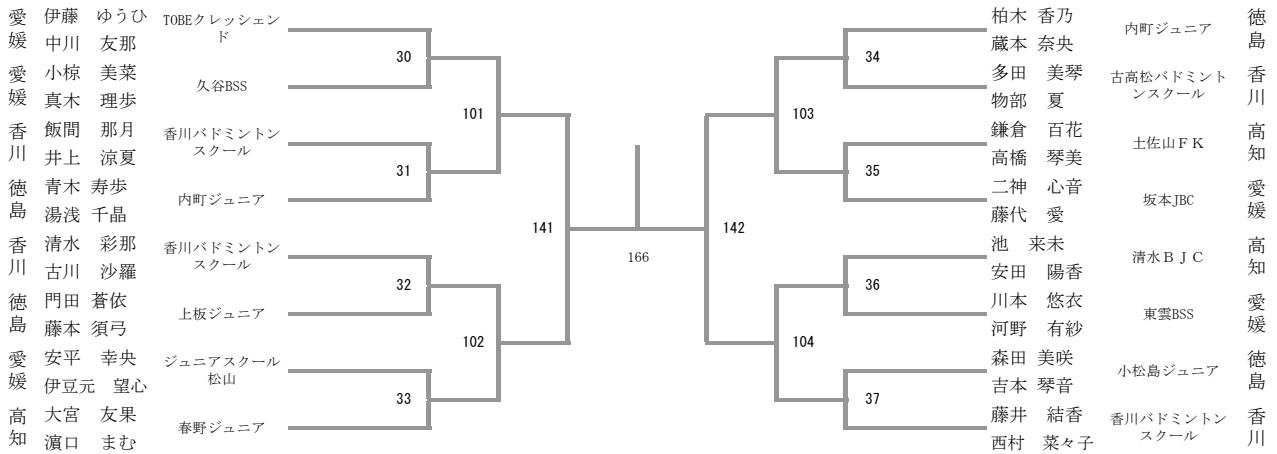 愛媛
伊藤　ゆうひ
中川　友那
TOBEクレッシェン
ド
愛媛
小椋　美菜
真木　理歩
久谷BSS
香川
飯間　那月
井上　涼夏
香川バドミントン
スクール
徳島
青木 寿歩
湯浅 千晶
内町ジュニア
香川
清水　彩那
古川　沙羅
香川バドミントン
スクール
徳島
門田 蒼依
藤本 須弓
上板ジュニア
愛媛
安平　幸央
伊豆元　望心
ジュニアスクール
松山
高知
大宮　友果
濵口　まむ
春野ジュニア
30
31
32
33
101
102
141
166
142
103
104
34
35
36
37
柏木 香乃
蔵本 奈央
内町ジュニア
徳島
多田　美琴
物部　夏
古高松バドミント
ンスクール
香川
鎌倉　百花
高橋　琴美
土佐山ＦＫ
高知
二神　心音
藤代　愛
坂本JBC
愛媛
池　来未
安田　陽香
清水ＢＪＣ
高知
川本　悠衣
河野　有紗
東雲BSS
愛媛
森田 美咲
吉本 琴音
小松島ジュニア
徳島
藤井　結香
西村　菜々子
香川バドミントン
スクール
香川